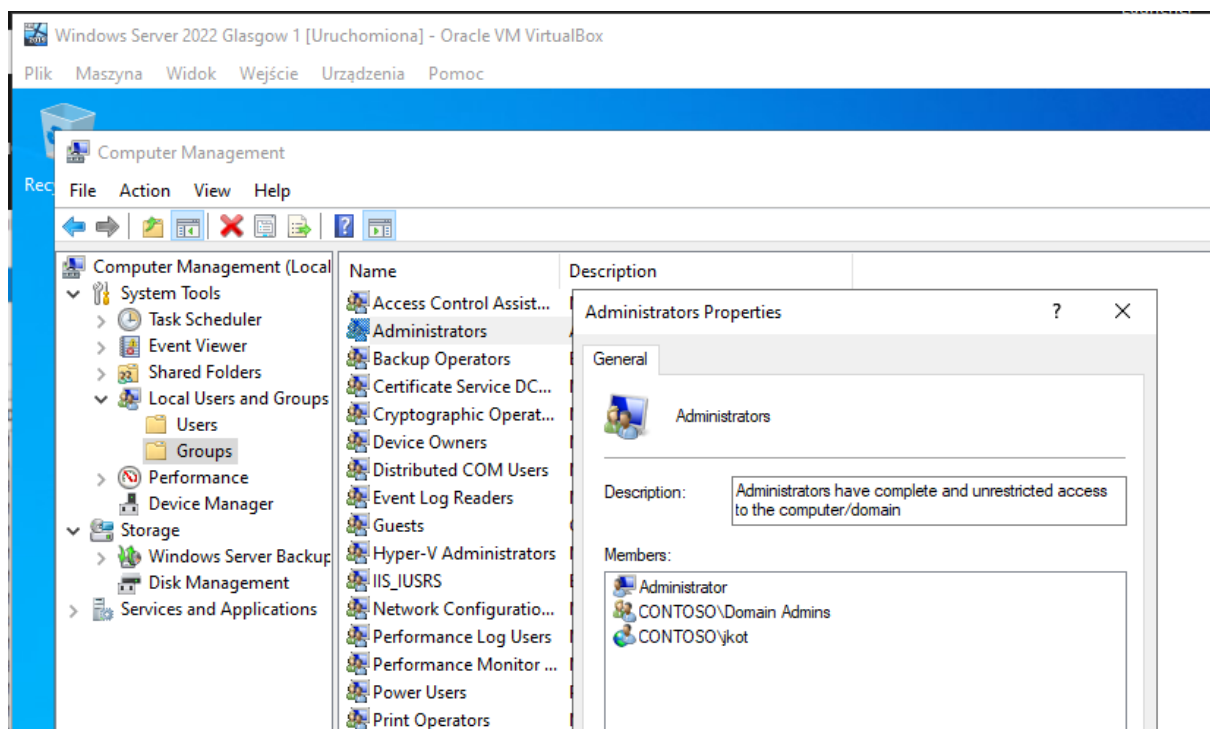 Windows Server 2022 Glasgow 1 [Uruchomiona] - Oracle VM VirtualBox
Plik Maszyna Widok Wejście Urządzenia Pomoc
Computer Management
File Action View Help
Computer Management (Local
System Tools
Task Scheduler
Event Viewer
Shared Folders
Local Users and Groups
Users
Groups
Performance
Device Manager
Storage
Windows Server Backup
Disk Management
Services and Applications
Name Description
Access Control Assist...
Administrators
Backup Operators
Certificate Service DC...
Cryptographic Operat...
Device Owners
Distributed COM Users
Event Log Readers
Guests
Hyper-V Administrators
IIS_IUSRS
Network Configuratio...
Performance Log Users
Performance Monitor ...
Power Users
Print Operators
Administrators Properties
General
Administrators
Description: Administrators have complete and unrestricted access
to the computer/domain
Members:
Administrator
CONTOSO\Domain Admins
CONTOSO\jkot